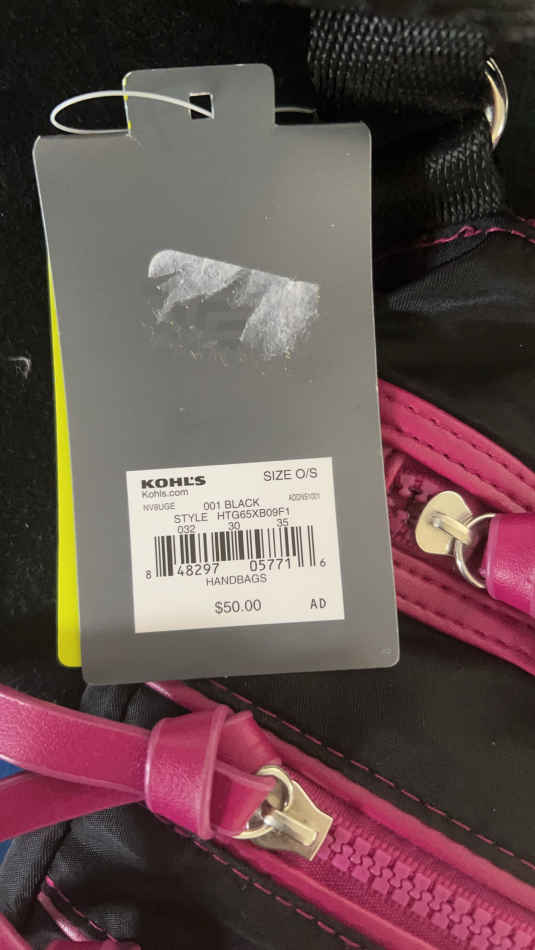 KOHL'S SIZE O/S
Kohls.com
NV8UGE 001 BLACK ADDNS1001
STYLE HTG65XB09F1
032 30 35
8 48297 05771 6
HANDBAGS
$50.00 AD